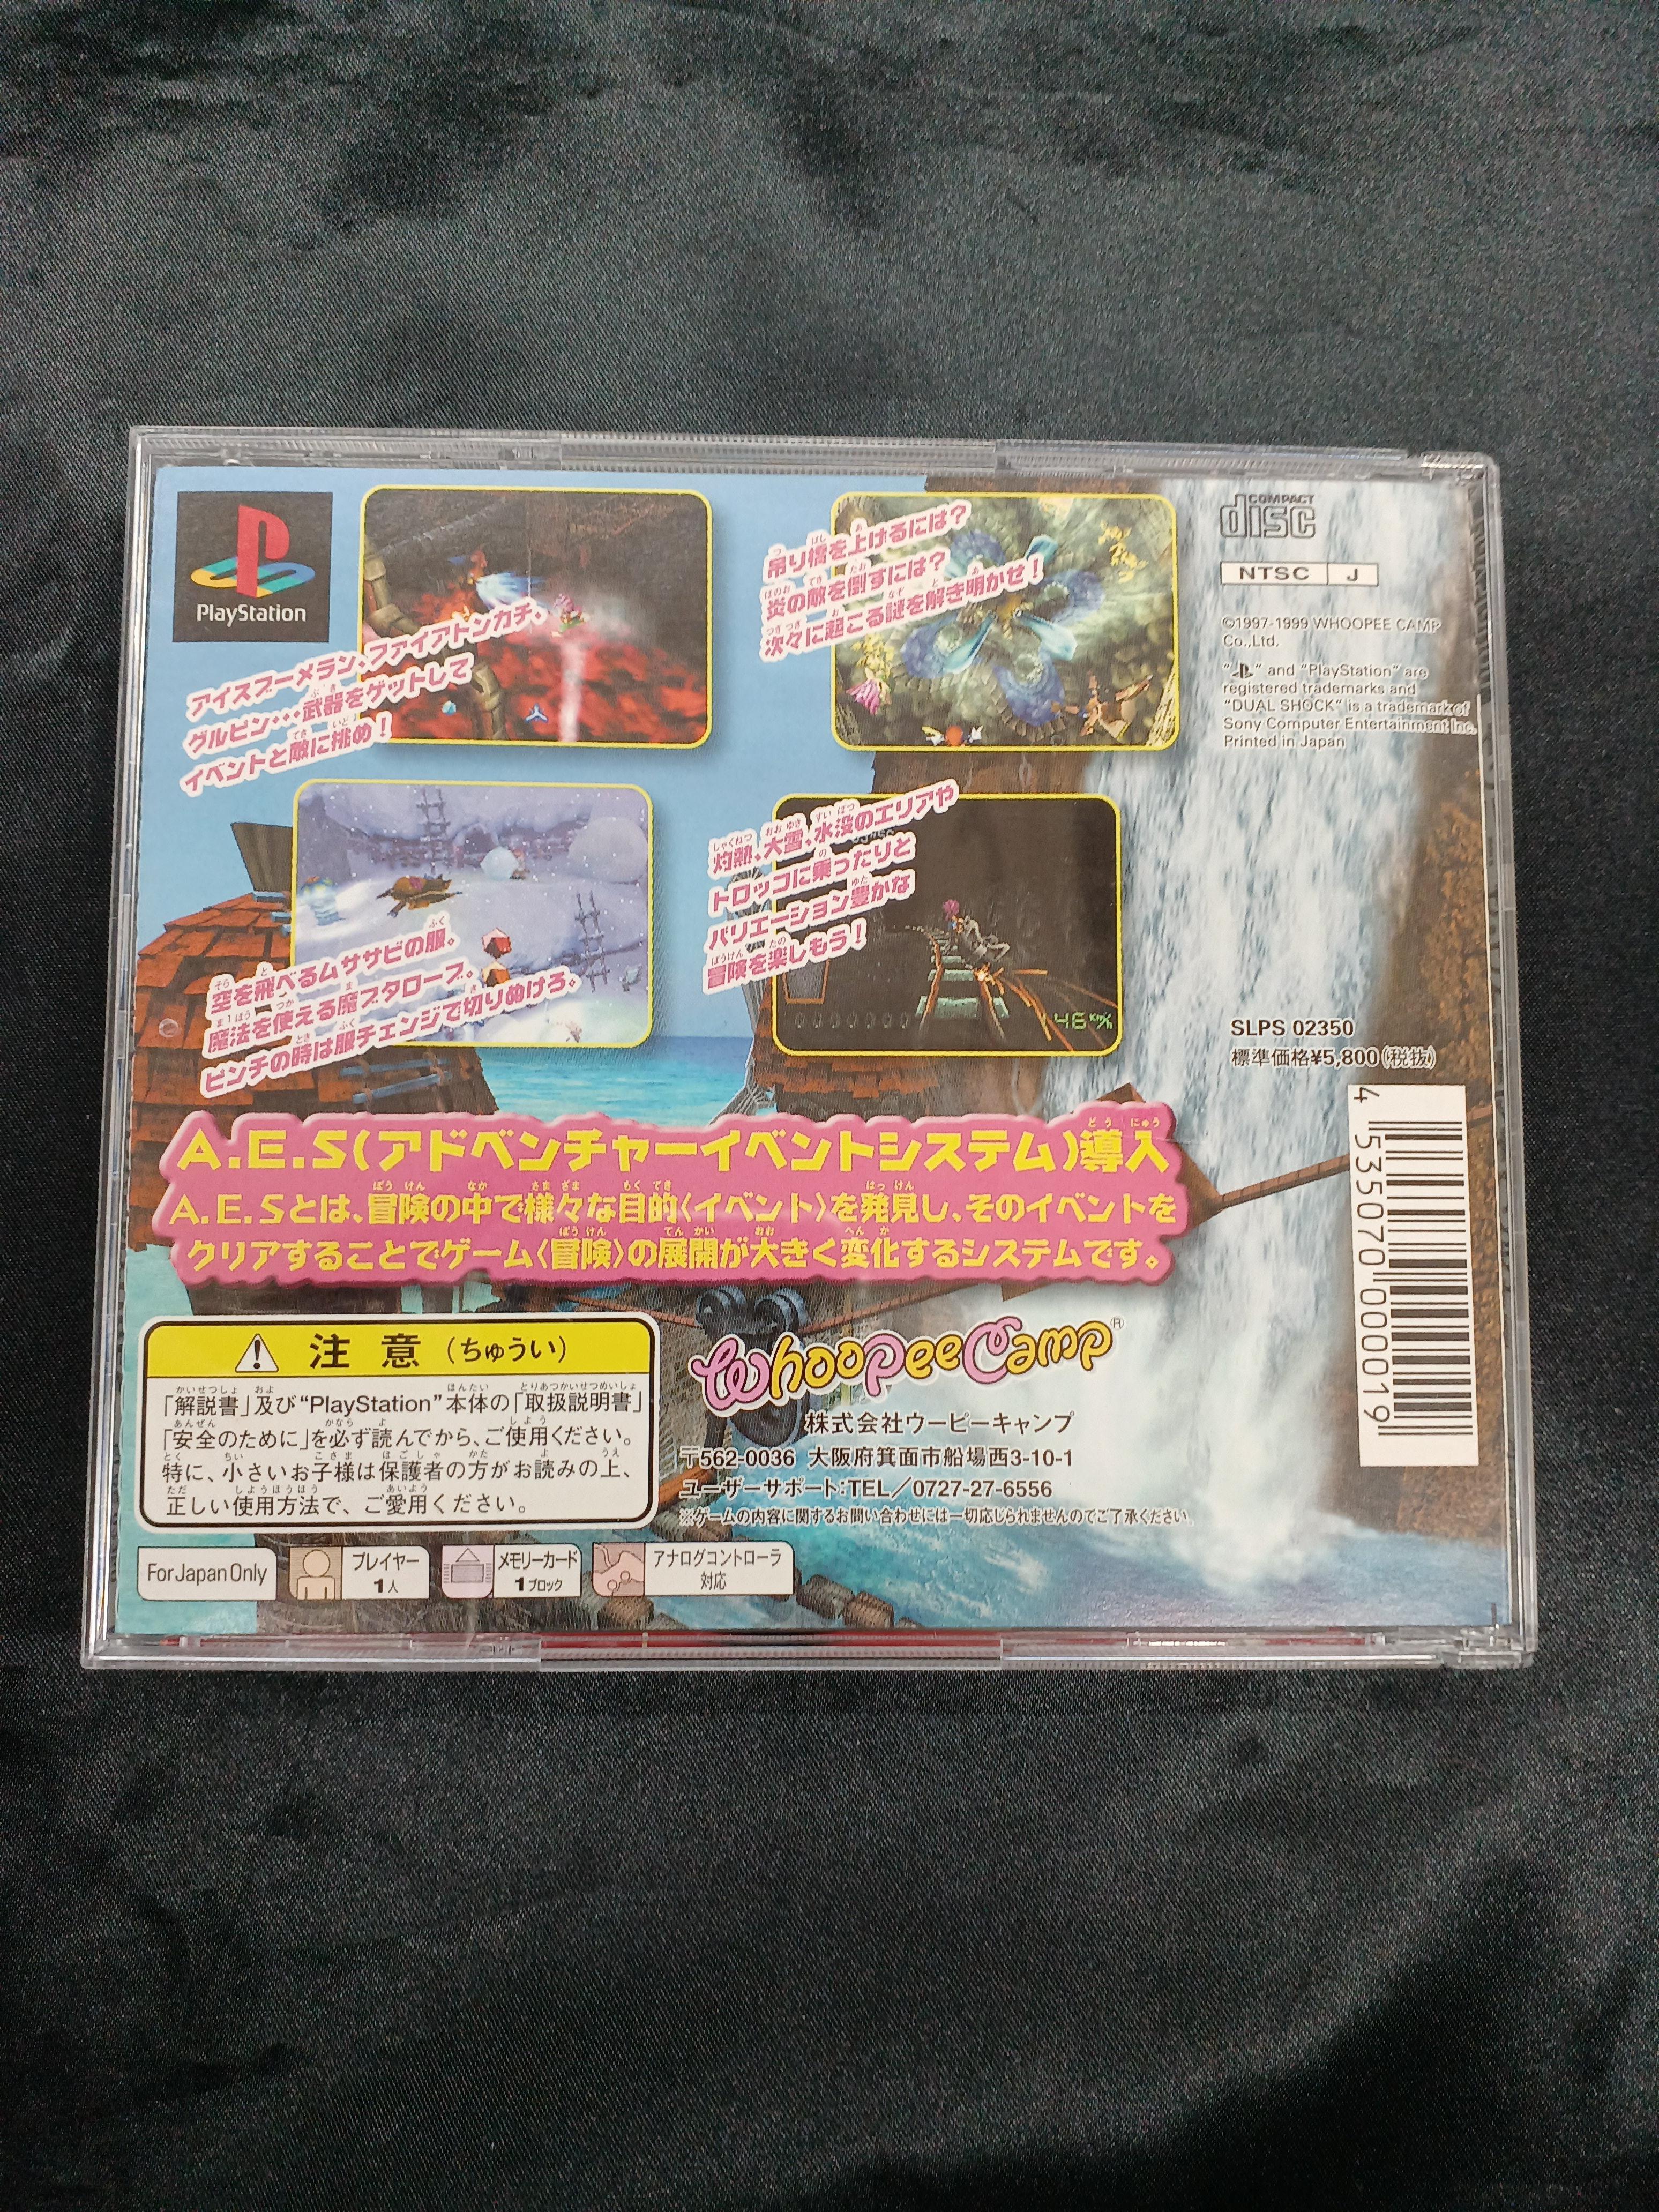 PlayStation
アイスブーメラン、ファイアトンカチ、
グルピン…武器をゲットして
イベントと敵に挑め！
吊り橋を上げるには？
炎の敵を倒すには？
次々に起こる謎を解き明かせ！
空を飛べるムササビの服。
魔法を使える魔ブタローブ。
ピンチの時は服チェンジで切りぬけろ。
灼熱、大雪、水没のエリアや
トロッコに乗ったりと
バリエーション豊かな
冒険を楽しもう！
COMPACT
disc
NTSC J
©1997-1999 WHOOPEE CAMP
Co.,Ltd.
" " and "PlayStation" are
registered trademarks and
"DUAL SHOCK" is a trademark of
Sony Computer Entertainment Inc.
Printed in Japan
SLPS 02350
標準価格¥5,800(税抜)
4 535070 000019
A.E.S(アドベンチャーイベントシステム)導入
A.E.Sとは、冒険の中で様々な目的〈イベント〉を発見し、そのイベントを
クリアすることでゲーム〈冒険〉の展開が大きく変化するシステムです。
注意（ちゅうい）
「解説書」及び“PlayStation”本体の「取扱説明書」
「安全のために」を必ず読んでから、ご使用ください。
特に、小さいお子様は保護者の方がお読みの上、
正しい使用方法で、ご愛用ください。
WhoopeeCamp®
株式会社ウーピーキャンプ
〒562-0036 大阪府箕面市船場西3-10-1
ユーザーサポート:TEL／0727-27-6556
※ゲームの内容に関するお問い合わせには一切応じられませんのでご了承ください。
For Japan Only
プレイヤー
1人
メモリーカード
1ブロック
アナログコントローラ
対応